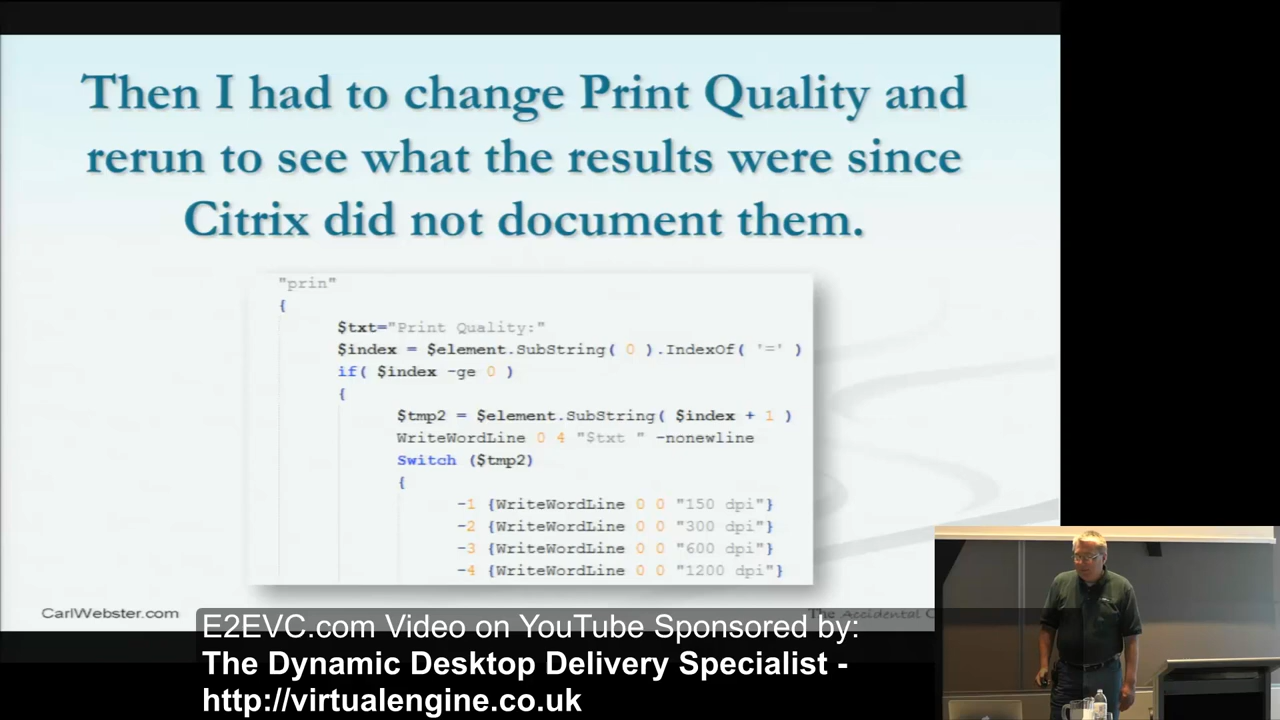 Then I had to change Print Quality and
rerun to see what the results were since
Citrix did not document them.
"prin"
{
$txt="Print Quality:"
$index = $element.SubString( 0 ).IndexOf( '=' )
if( $index -ge 0 )
{
$tmp2 = $element.SubString( $index + 1 )
WriteWordLine 0 4 "$txt " -nonewline
Switch ($tmp2)
{
-1 {WriteWordLine 0 0 "150 dpi"}
-2 {WriteWordLine 0 0 "300 dpi"}
-3 {WriteWordLine 0 0 "600 dpi"}
-4 {WriteWordLine 0 0 "1200 dpi"}
CarlWebster.com
The Accidental C
E2EVC.com Video on YouTube Sponsored by:
The Dynamic Desktop Delivery Specialist -
http://virtualengine.co.uk